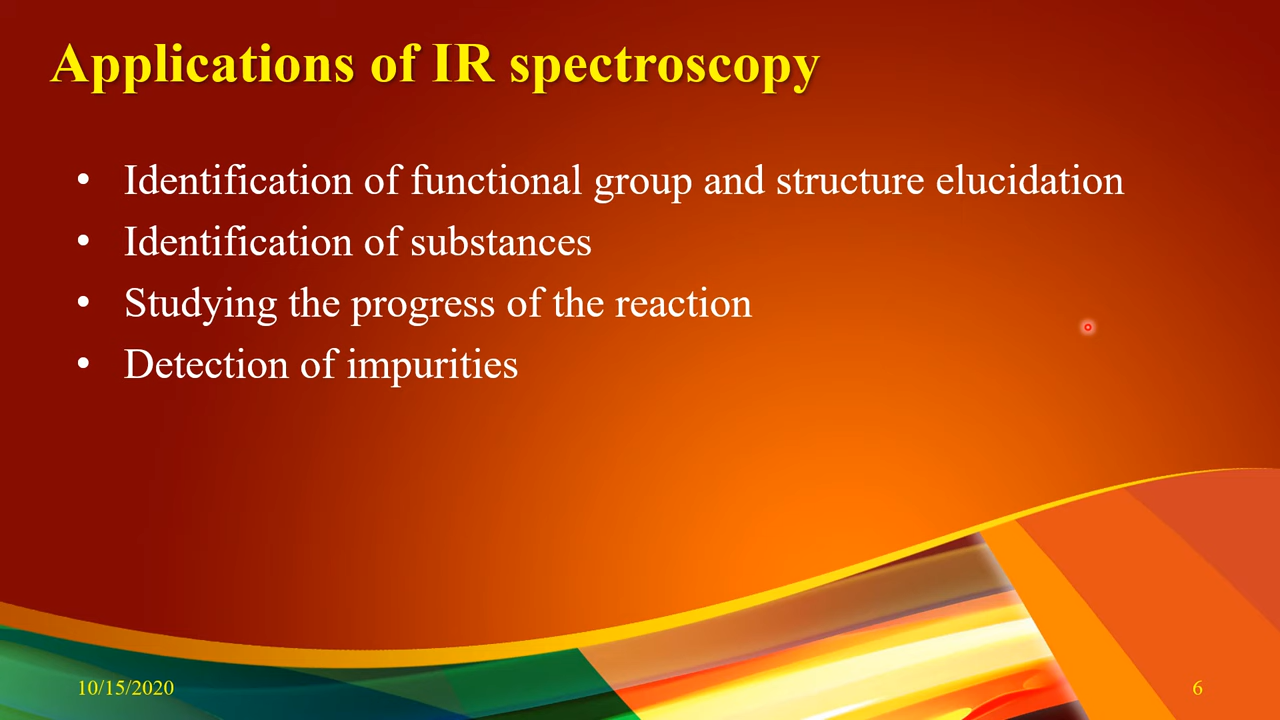 Applications of IR spectroscopy
• Identification of functional group and structure elucidation
• Identification of substances
• Studying the progress of the reaction
• Detection of impurities
10/15/2020
6